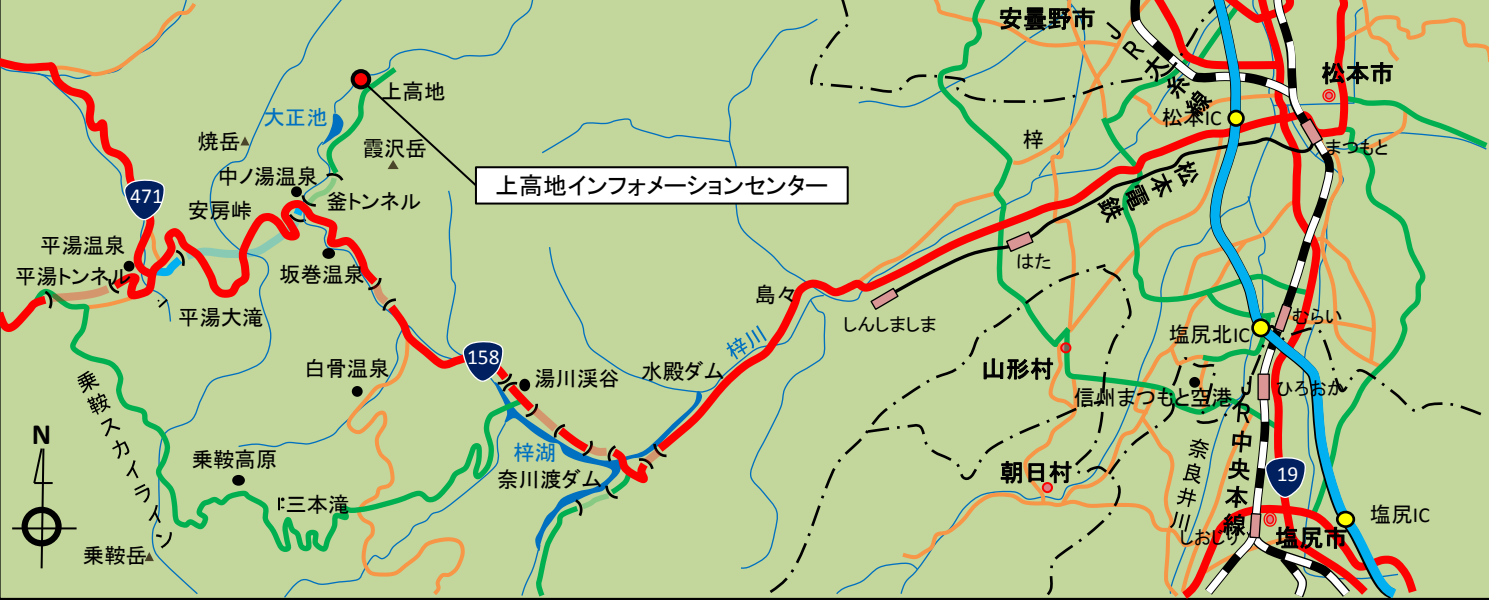 安曇野市
JR大糸線
松本市
上高地
大正池
松本IC
焼岳
霞沢岳
梓
まつもと
中ノ湯温泉
上高地インフォメーションセンター
松本電鉄
471
安房峠
釜トンネル
平湯温泉
平湯トンネル
坂巻温泉
はた
島々
平湯大滝
しんしましま
むらい
塩尻北IC
梓川
158
白骨温泉
湯川渓谷
水殿ダム
山形村
乗鞍スカイライン
信州まつもと空港
ひろおか
JR中央本線
N
梓湖
奈良井川
乗鞍高原
奈川渡ダム
朝日村
19
三本滝
塩尻IC
しおじり
塩尻市
乗鞍岳